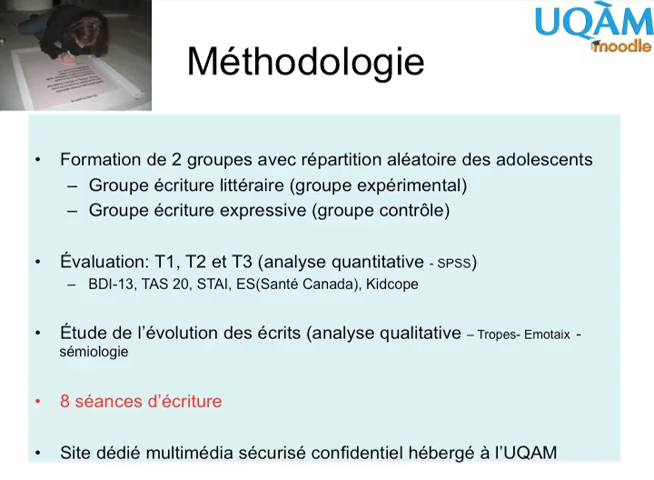 UQÀM
moodle
Méthodologie
• Formation de 2 groupes avec répartition aléatoire des adolescents
– Groupe écriture littéraire (groupe expérimental)
– Groupe écriture expressive (groupe contrôle)
• Évaluation: T1, T2 et T3 (analyse quantitative - SPSS)
– BDI-13, TAS 20, STAI, ES(Santé Canada), Kidcope
• Étude de l’évolution des écrits (analyse qualitative – Tropes- Emotaix -
sémiologie
• 8 séances d’écriture
• Site dédié multimédia sécurisé confidentiel hébergé à l’UQAM